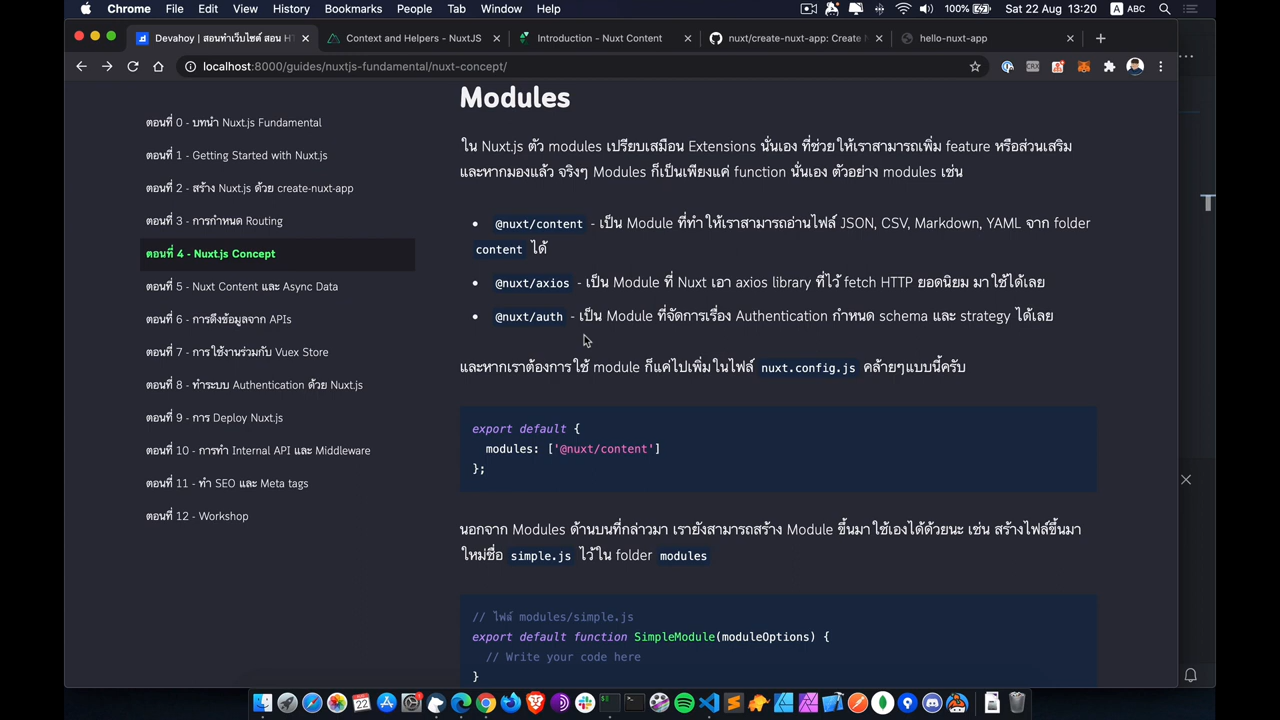 Chrome File Edit View History Bookmarks People Tab Window Help 100% Sat 22 Aug 13:20 A ABC
Devahoy | สอนทำเว็บไซต์ สอน HT Context and Helpers - NuxtJS Introduction - Nuxt Content nuxt/create-nuxt-app: Create N hello-nuxt-app
localhost:8000/guides/nuxtjs-fundamental/nuxt-concept/
ตอนที่ 0 - บทนำ Nuxt.js Fundamental
ตอนที่ 1 - Getting Started with Nuxt.js
ตอนที่ 2 - สร้าง Nuxt.js ด้วย create-nuxt-app
ตอนที่ 3 - การกำหนด Routing
ตอนที่ 4 - Nuxt.js Concept
ตอนที่ 5 - Nuxt Content และ Async Data
ตอนที่ 6 - การดึงข้อมูลจาก APIs
ตอนที่ 7 - การใช้งานร่วมกับ Vuex Store
ตอนที่ 8 - ทำระบบ Authentication ด้วย Nuxt.js
ตอนที่ 9 - การ Deploy Nuxt.js
ตอนที่ 10 - การทำ Internal API และ Middleware
ตอนที่ 11 - ทำ SEO และ Meta tags
ตอนที่ 12 - Workshop
Modules
ใน Nuxt.js ตัว modules เปรียบเสมือน Extensions นั่นเอง ที่ช่วยให้เราสามารถเพิ่ม feature หรือส่วนเสริม
และหากมองแล้ว จริงๆ Modules ก็เป็นเพียงแค่ function นั่นเอง ตัวอย่าง modules เช่น
• @nuxt/content - เป็น Module ที่ทำให้เราสามารถอ่านไฟล์ JSON, CSV, Markdown, YAML จาก folder
content ได้
• @nuxt/axios - เป็น Module ที่ Nuxt เอา axios library ที่ไว้ fetch HTTP ยอดนิยม มาใช้ได้เลย
• @nuxt/auth - เป็น Module ที่จัดการเรื่อง Authentication กำหนด schema และ strategy ได้เลย
และหากเราต้องการใช้ module ก็แค่ไปเพิ่มในไฟล์ nuxt.config.js คล้ายๆแบบนี้ครับ
export default {
modules: ['@nuxt/content']
};
นอกจาก Modules ด้านบนที่กล่าวมา เรายังสามารถสร้าง Module ขึ้นมาใช้เองได้ด้วยนะ เช่น สร้างไฟล์ขึ้นมา
ใหม่ชื่อ simple.js ไว้ใน folder modules
// ไฟล์ modules/simple.js
export default function SimpleModule(moduleOptions) {
// Write your code here
}